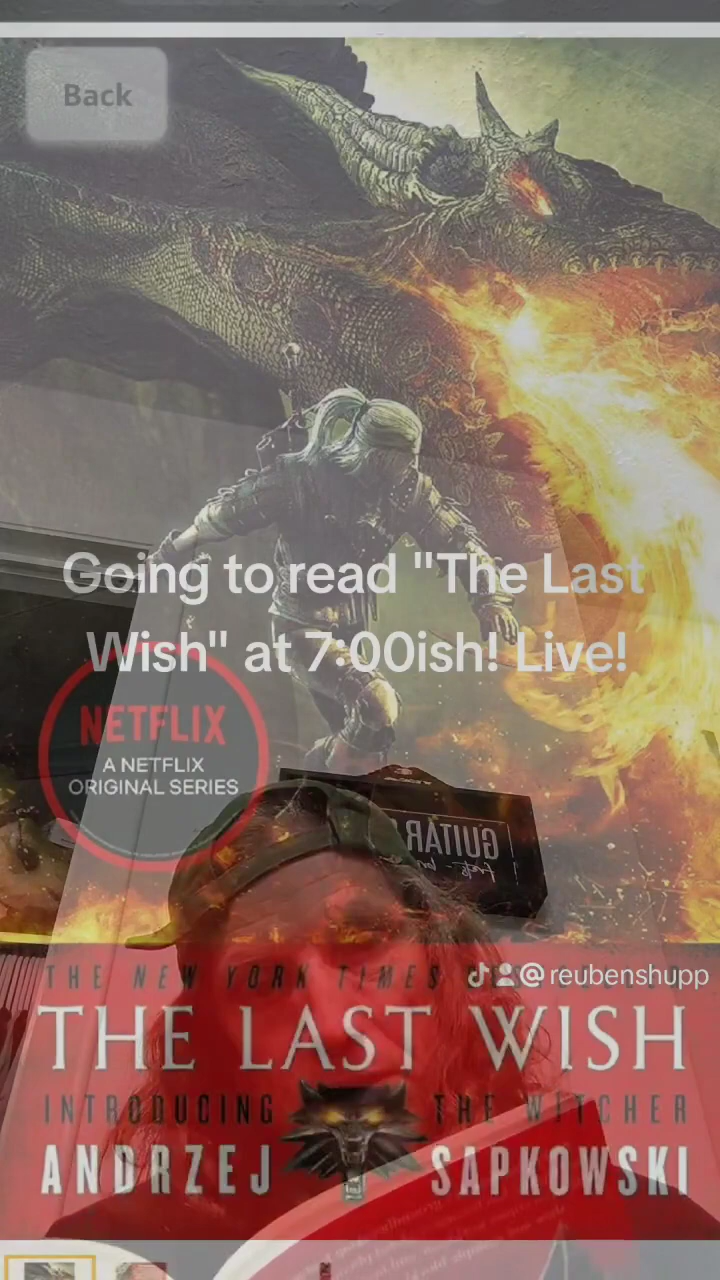 Back
Going to read "The Last
Wish" at 7:00ish! Live!
NETFLIX
A NETFLIX
ORIGINAL SERIES
GUITAR
THE NEW YORK TIMES
@reubenshupp
THE LAST WISH
INTRODUCING THE WITCHER
ANDRZEJ SAPKOWSKI